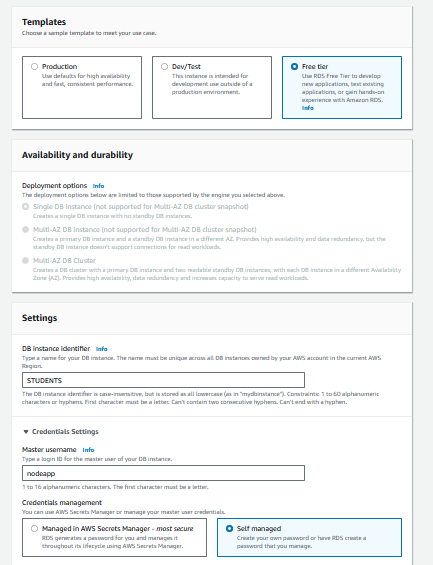 Templates
Choose a sample template to meet your use case.
Production
Use defaults for high availability
and fast, consistent performance.
Dev/Test
This instance is intended for
development use outside of a
production environment.
Free tier
Use RDS Free Tier to develop
new applications, test existing
applications, or gain hands-on
experience with Amazon RDS.
Info
Availability and durability
Deployment options Info
The deployment options below are limited to those supported by the engine you selected above.
Single DB instance (not supported for Multi-AZ DB cluster snapshot)
Creates a single DB instance with no standby DB instances.
Multi-AZ DB instance (not supported for Multi-AZ DB cluster snapshot)
Creates a primary DB instance and a standby DB instance in a different AZ. Provides high availability and data redundancy, but the
standby DB instance doesn't support connections for read workloads.
Multi-AZ DB Cluster
Creates a DB cluster with a primary DB instance and two readable standby DB instances, with each DB instance in a different Availability
Zone (AZ). Provides high availability, data redundancy and increases capacity to serve read workloads.
Settings
DB instance identifier Info
Type a name for your DB instance. The name must be unique across all DB instances owned by your AWS account in the current AWS
Region.
STUDENTS
The DB instance identifier is case-insensitive, but is stored as all lowercase (as in "mydbinstance"). Constraints: 1 to 60 alphanumeric
characters or hyphens. First character must be a letter. Can't contain two consecutive hyphens. Can't end with a hyphen.
Credentials Settings
Master username Info
Type a login ID for the master user of your DB instance.
nodeapp
1 to 16 alphanumeric characters. The first character must be a letter.
Credentials management
You can use AWS Secrets Manager or manage your master user credentials.
Managed in AWS Secrets Manager - most secure
RDS generates a password for you and manages it
throughout its lifecycle using AWS Secrets Manager.
Self managed
Create your own password or have RDS create a
password that you manage.